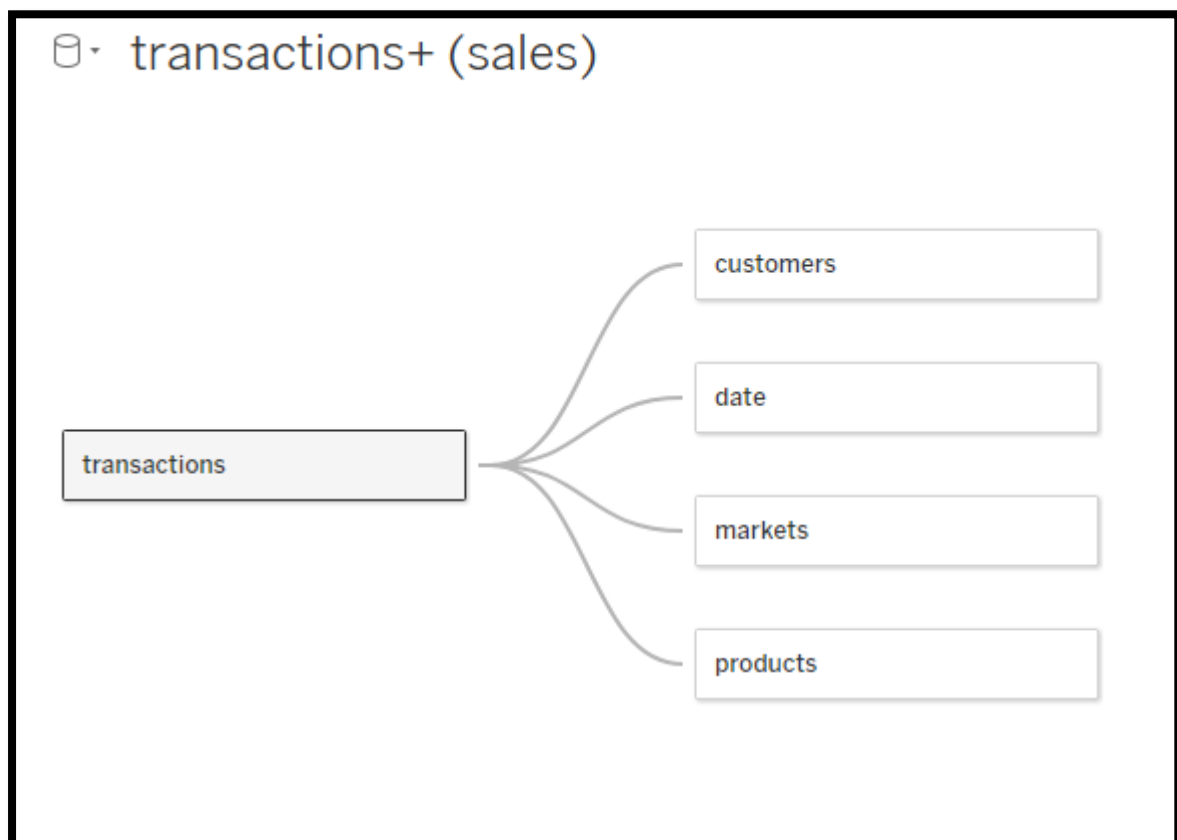 transactions+ (sales)
customers
date
transactions
markets
products